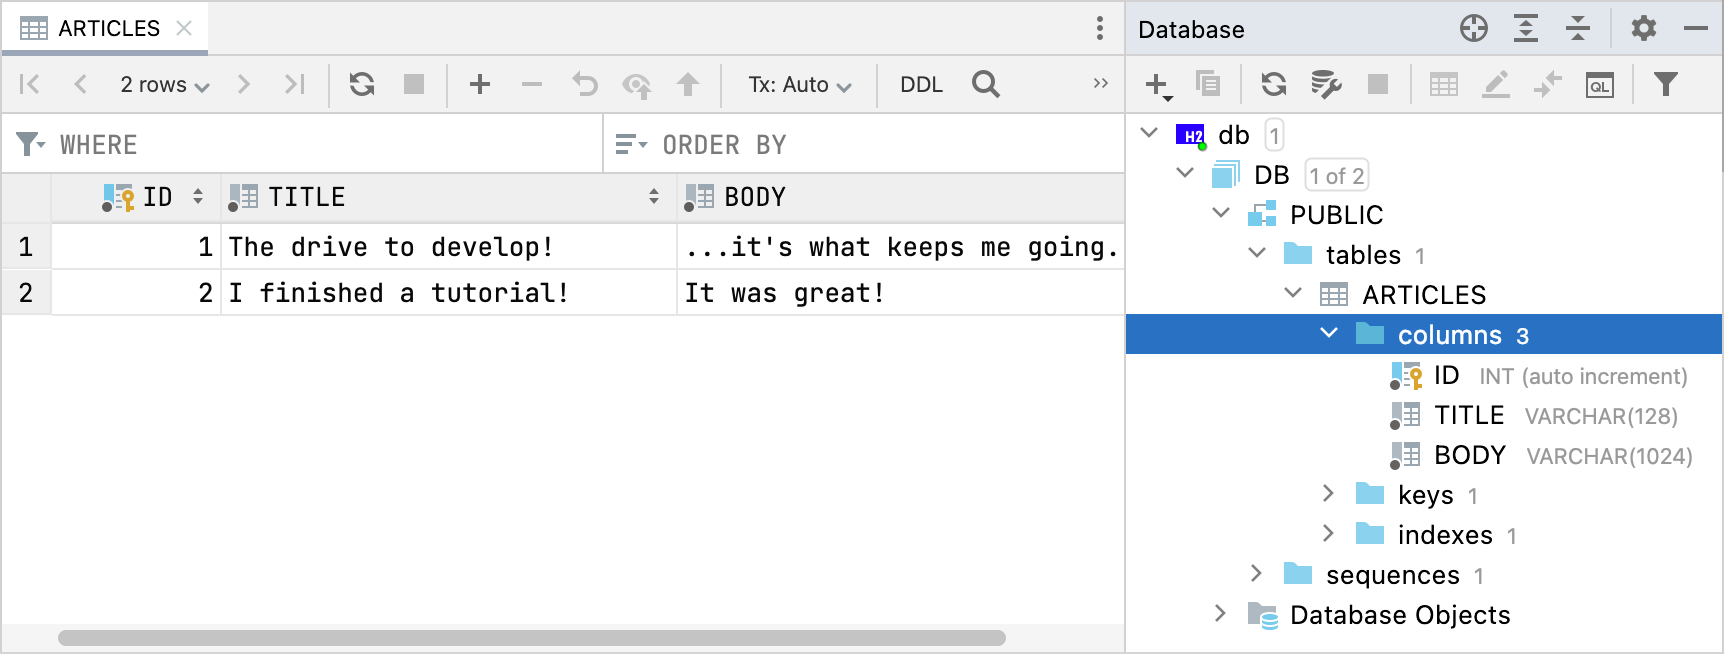 ARTICLES
2 rows
Tx: Auto
DDL
WHERE
ORDER BY
ID TITLE BODY
1 1 The drive to develop! ...it's what keeps me going.
2 2 I finished a tutorial! It was great!
Database
QL
H2 db 1
DB 1 of 2
PUBLIC
tables 1
ARTICLES
columns 3
ID INT (auto increment)
TITLE VARCHAR(128)
BODY VARCHAR(1024)
keys 1
indexes 1
sequences 1
Database Objects